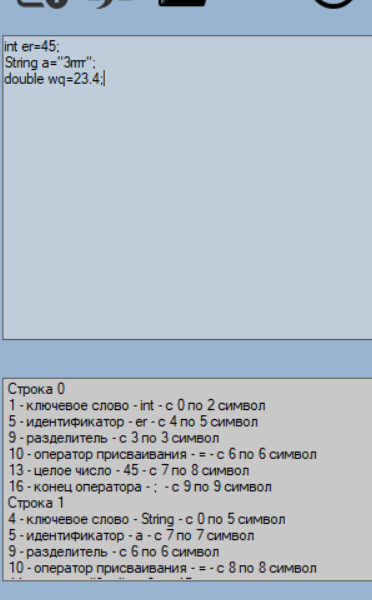 int er=45;
String a="3rrr";
double wq=23.4;
Строка 0
1 - ключевое слово - int - с 0 по 2 символ
5 - идентификатор - er - с 4 по 5 символ
9 - разделитель - с 3 по 3 символ
10 - оператор присваивания - = - с 6 по 6 символ
13 - целое число - 45 - с 7 по 8 символ
16 - конец оператора - ;  - с 9 по 9 символ
Строка 1
4 - ключевое слово - String - с 0 по 5 символ
5 - идентификатор - a - с 7 по 7 символ
9 - разделитель - с 6 по 6 символ
10 - оператор присваивания - = - с 8 по 8 символ